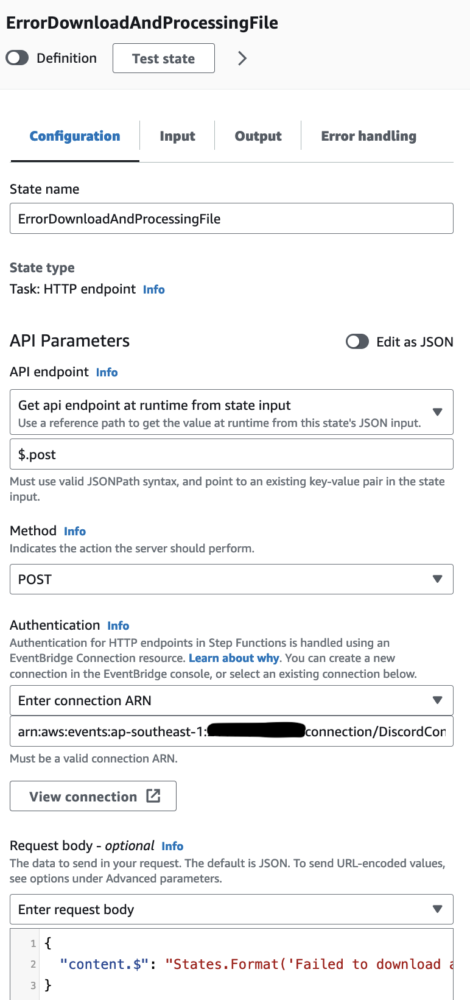 ErrorDownloadAndProcessingFile
Definition
Test state
Configuration
Input
Output
Error handling
State name
ErrorDownloadAndProcessingFile
State type
Task: HTTP endpoint Info
API Parameters
Edit as JSON
API endpoint Info
Get api endpoint at runtime from state input
Use a reference path to get the value at runtime from this state's JSON input.
$.post
Must use valid JSONPath syntax, and point to an existing key-value pair in the state
input.
Method Info
Indicates the action the server should perform.
POST
Authentication Info
Authentication for HTTP endpoints in Step Functions is handled using an
EventBridge Connection resource. Learn about why. You can create a new
connection in the EventBridge console, or select an existing connection below.
Enter connection ARN
arn:aws:events:ap-southeast-1: connection/DiscordCon
Must be a valid connection ARN.
View connection
Request body - optional Info
The data to send in your request. The default is JSON. To send URL-encoded values,
see options under Advanced parameters.
Enter request body
1 {
2 "content.$": "States.Format('Failed to download a
3 }